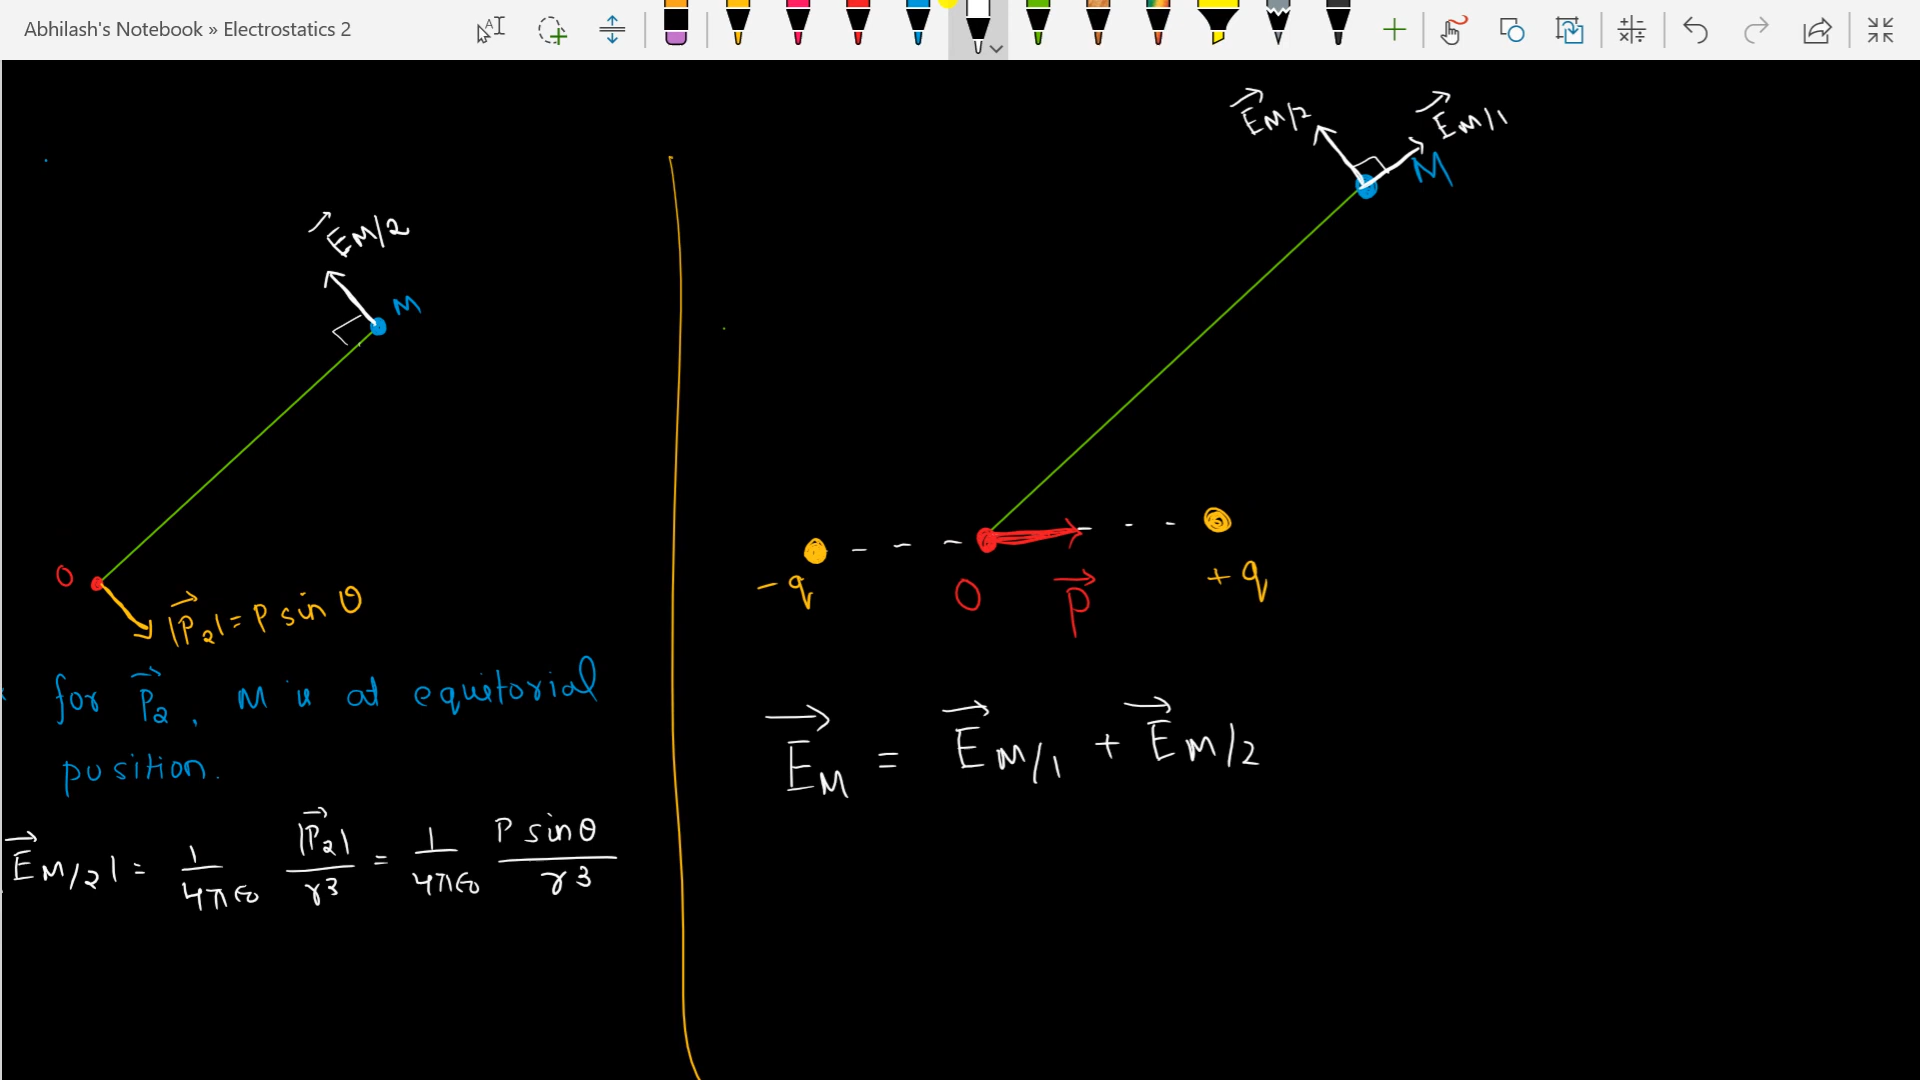 Abhilash's Notebook » Electrostatics 2
E⃗M/2
M
O
|P⃗2| = P sin θ
for P⃗2, M is at equitorial
position.
E⃗M/2| = 1/4πϵ0 |P⃗2|/r3 = 1/4πϵ0 P sinθ/r3
E⃗M/2
E⃗M/1
M
-q
O
P⃗
+q
E⃗M = E⃗M/1 + E⃗M/2